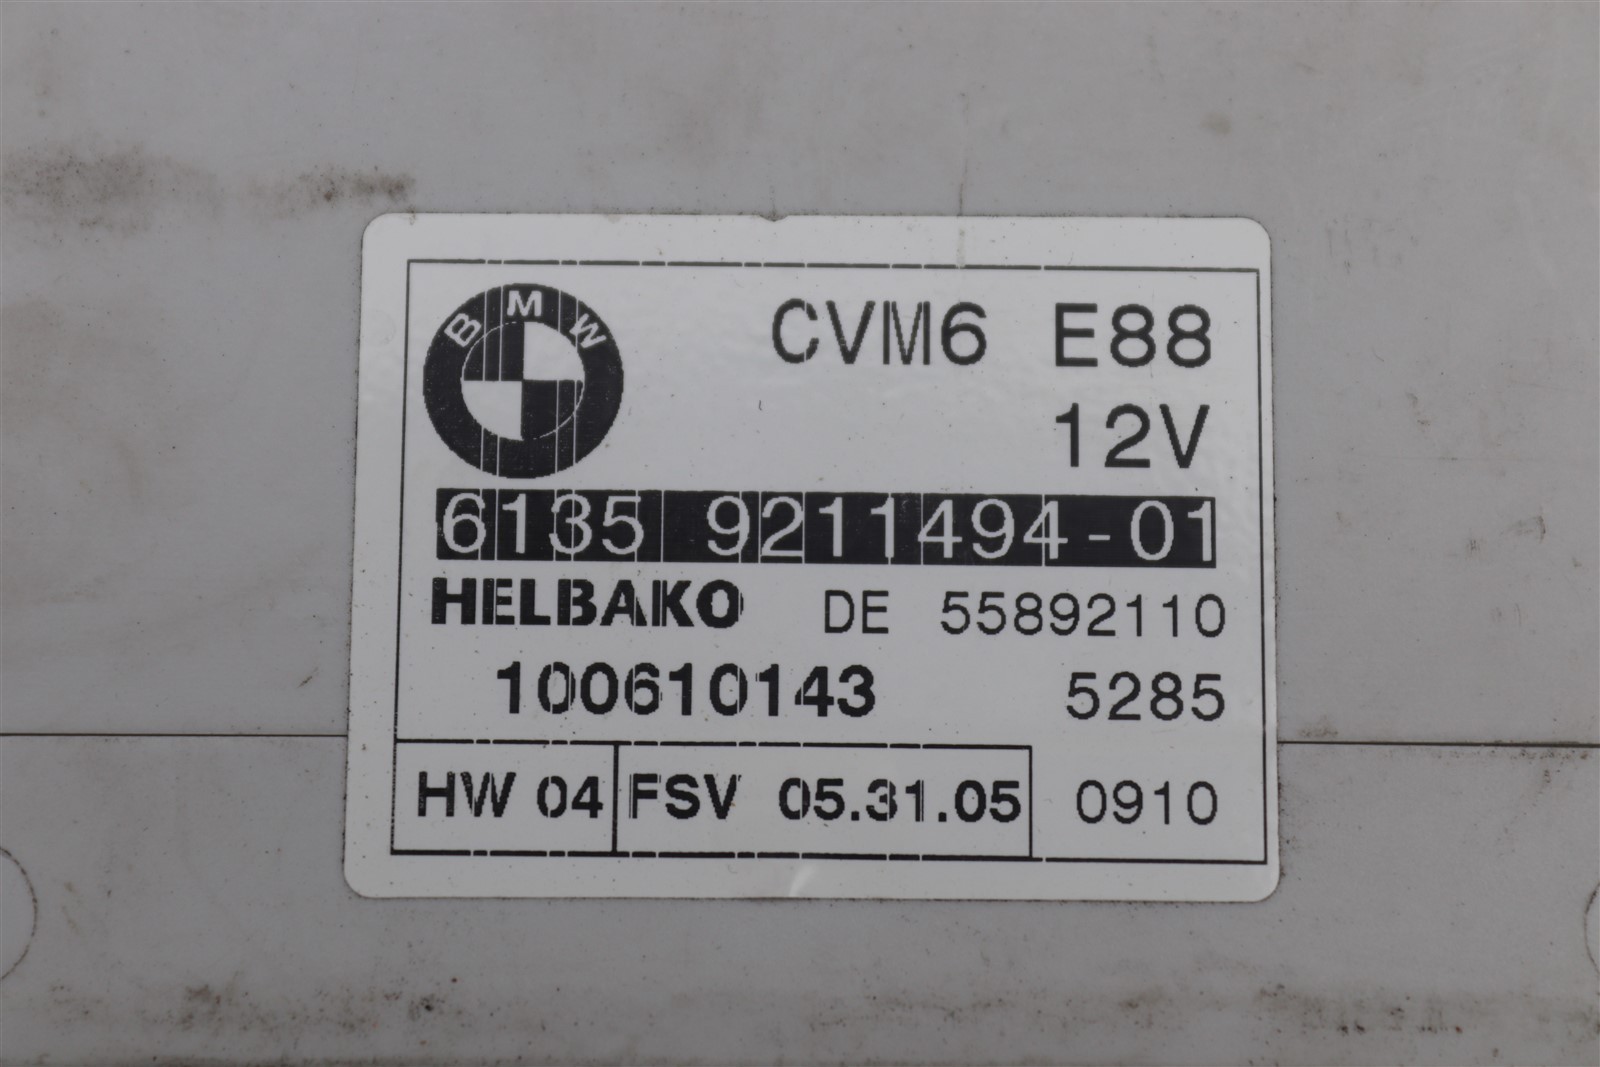 BMW
CVM6 E88
12V
6135 9211494-01
HELBAKO DE 55892110
100610143 5285
HW 04 FSV 05.31.05 0910